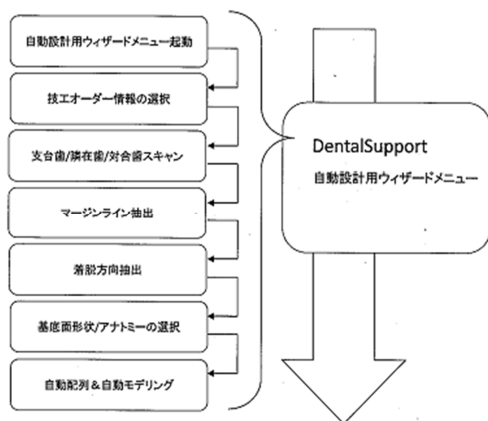 自動設計用ウィザードメニュー起動
技工オーダー情報の選択
支台歯/隣在歯/対合歯スキャン
マージンライン抽出
着脱方向抽出
基底面形状/アナトミーの選択
自動配列&自動モデリング
DentalSupport
自動設計用ウィザードメニュー